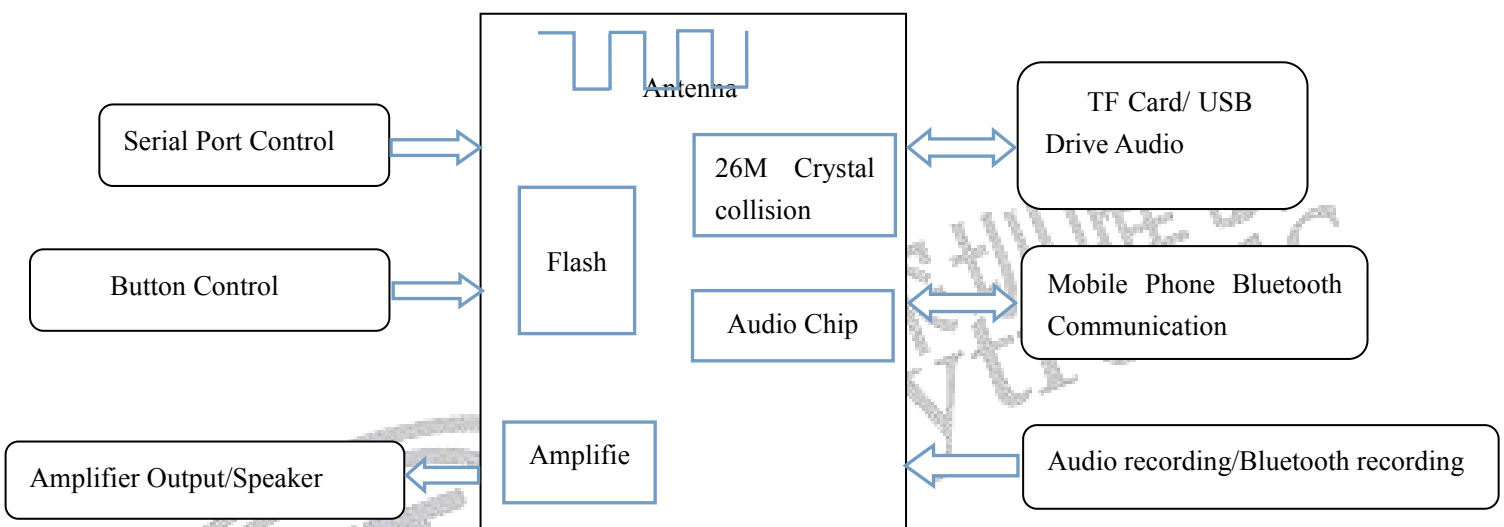 Antenna
Serial Port Control
TF Card/ USB
Drive Audio
26M Crystal
collision
Flash
Button Control
Mobile Phone Bluetooth
Communication
Audio Chip
Amplifie
Amplifier Output/Speaker
Audio recording/Bluetooth recording